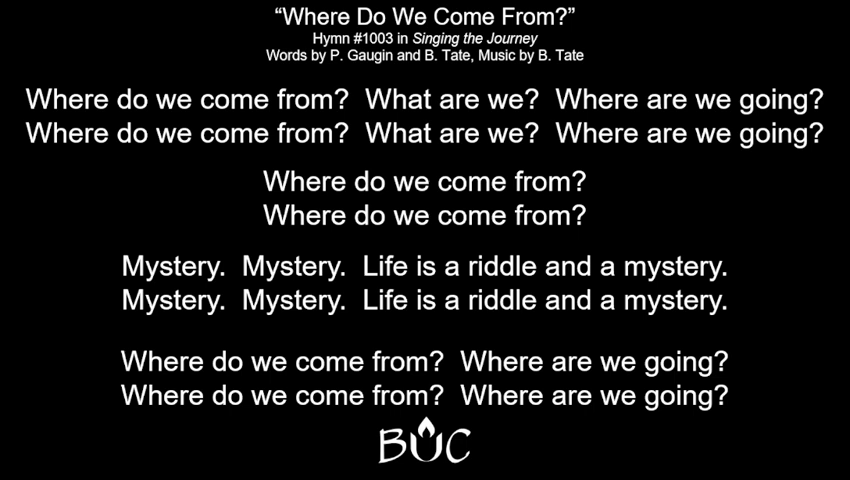 “Where Do We Come From?”
Hymn #1003 in Singing the Journey
Words by P. Gaugin and B. Tate, Music by B. Tate
Where do we come from?  What are we?  Where are we going?
Where do we come from?  What are we?  Where are we going?
Where do we come from?
Where do we come from?
Mystery.  Mystery.  Life is a riddle and a mystery.
Mystery.  Mystery.  Life is a riddle and a mystery.
Where do we come from?  Where are we going?
Where do we come from?  Where are we going?
BUC